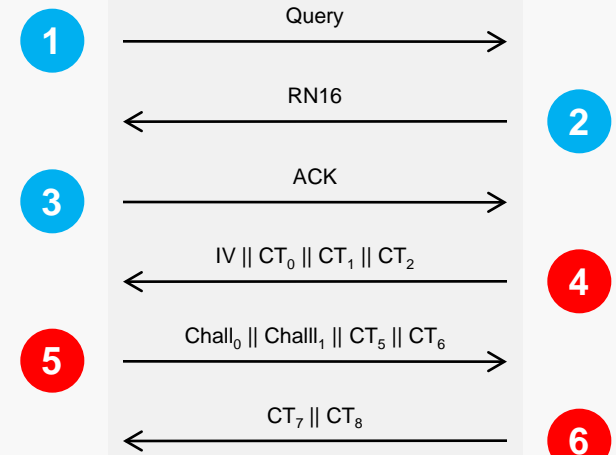 1
Query
RN16
2
3
ACK
IV || CT₀ || CT₁ || CT₂
4
5
Chall₀ || Challl₁ || CT₅ || CT₆
CT₇ || CT₈
6